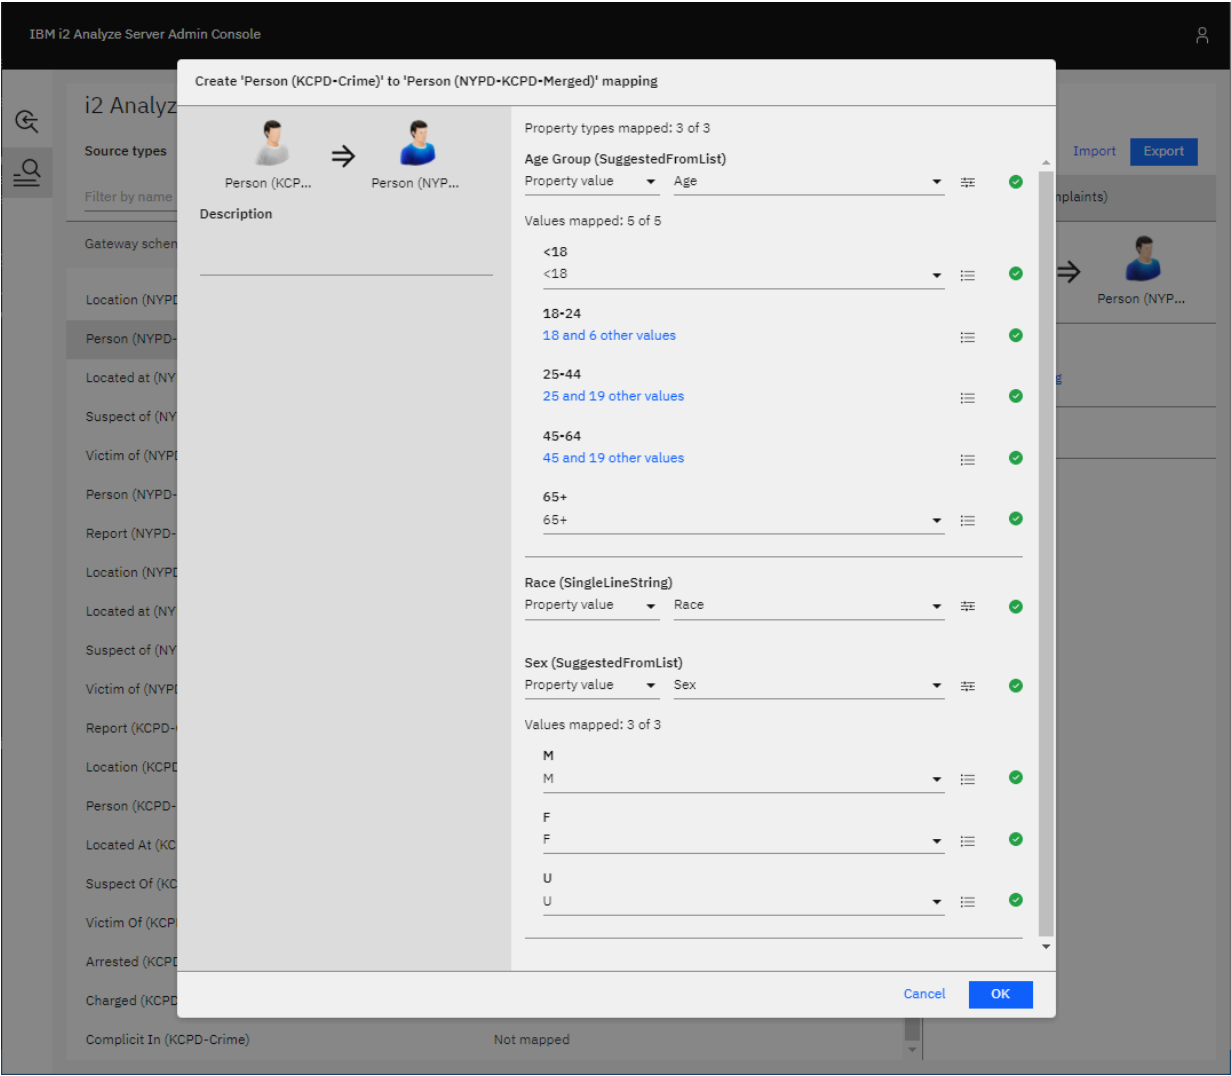 IBM i2 Analyze Server Admin Console
Create 'Person (KCPD-Crime)' to 'Person (NYPD-KCPD-Merged)' mapping
Person (KCP...
Person (NYP...
Description
Property types mapped: 3 of 3
Age Group (SuggestedFromList)
Property value
Age
Values mapped: 5 of 5
<18
<18
18-24
18 and 6 other values
25-44
25 and 19 other values
45-64
45 and 19 other values
65+
65+
Race (SingleLineString)
Property value
Race
Sex (SuggestedFromList)
Property value
Sex
Values mapped: 3 of 3
M
M
F
F
U
U
Cancel
OK
i2 Analyz
Source types
Filter by name
Gateway schem
Location (NYPD
Person (NYPD-
Located at (NY
Suspect of (NY
Victim of (NYPD
Person (NYPD-
Report (NYPD-
Location (NYPD
Located at (NY
Suspect of (NY
Victim of (NYPD
Report (KCPD-
Location (KCPD
Person (KCPD-
Located At (KC
Suspect Of (KC
Victim Of (KCP
Arrested (KCPD
Charged (KCPD
Complicit In (KCPD-Crime)
Not mapped
Import
Export
nplaints)
Person (NYP...